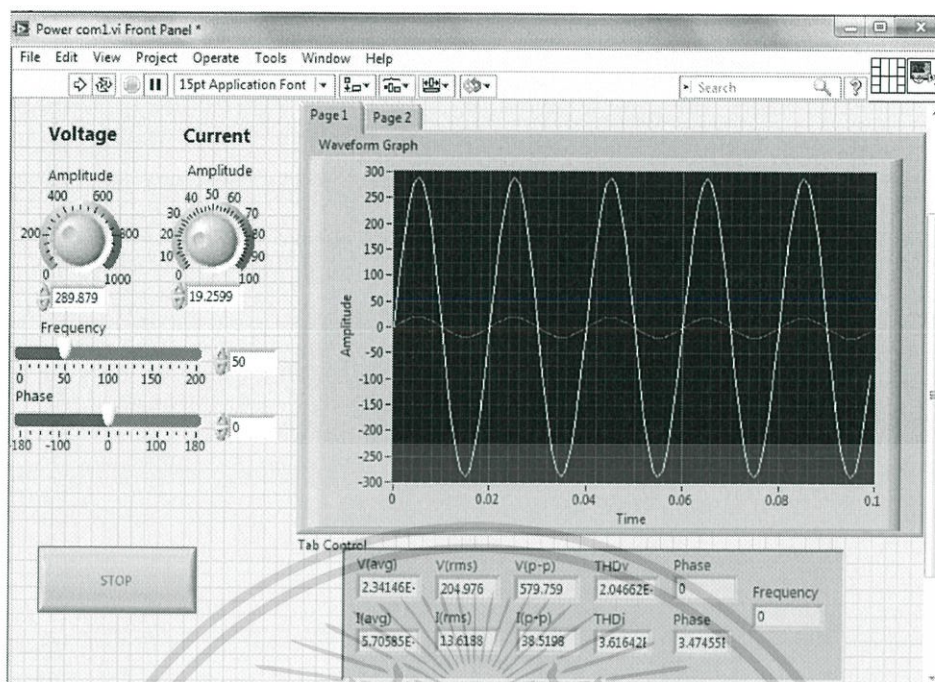 Power com1.vi Front Panel *
File Edit View Project Operate Tools Window Help
15pt Application Font
Search
Voltage Current
Amplitude
400 600
200 800
0 1000
289.879
Amplitude
40 50 60
30 70
20 80
10 90
0 100
19.2599
Frequency
0 50 100 150 200
50
Phase
-180 -100 0 100 180
0
STOP
Page 1 Page 2
Waveform Graph
Amplitude
300
250
200
150
100
50
0
-50
-100
-150
-200
-250
-300
0 0.02 0.04 0.06 0.08 0.1
Time
Tab Control
V(avg) V(rms) V(p-p) THDv Phase
2.34146E- 204.976 579.759 2.04662E- 0
Frequency
0
I(avg) I(rms) I(p-p) THDi Phase
5.70585E- 13.6188 38.5198 3.61642E 3.47455E